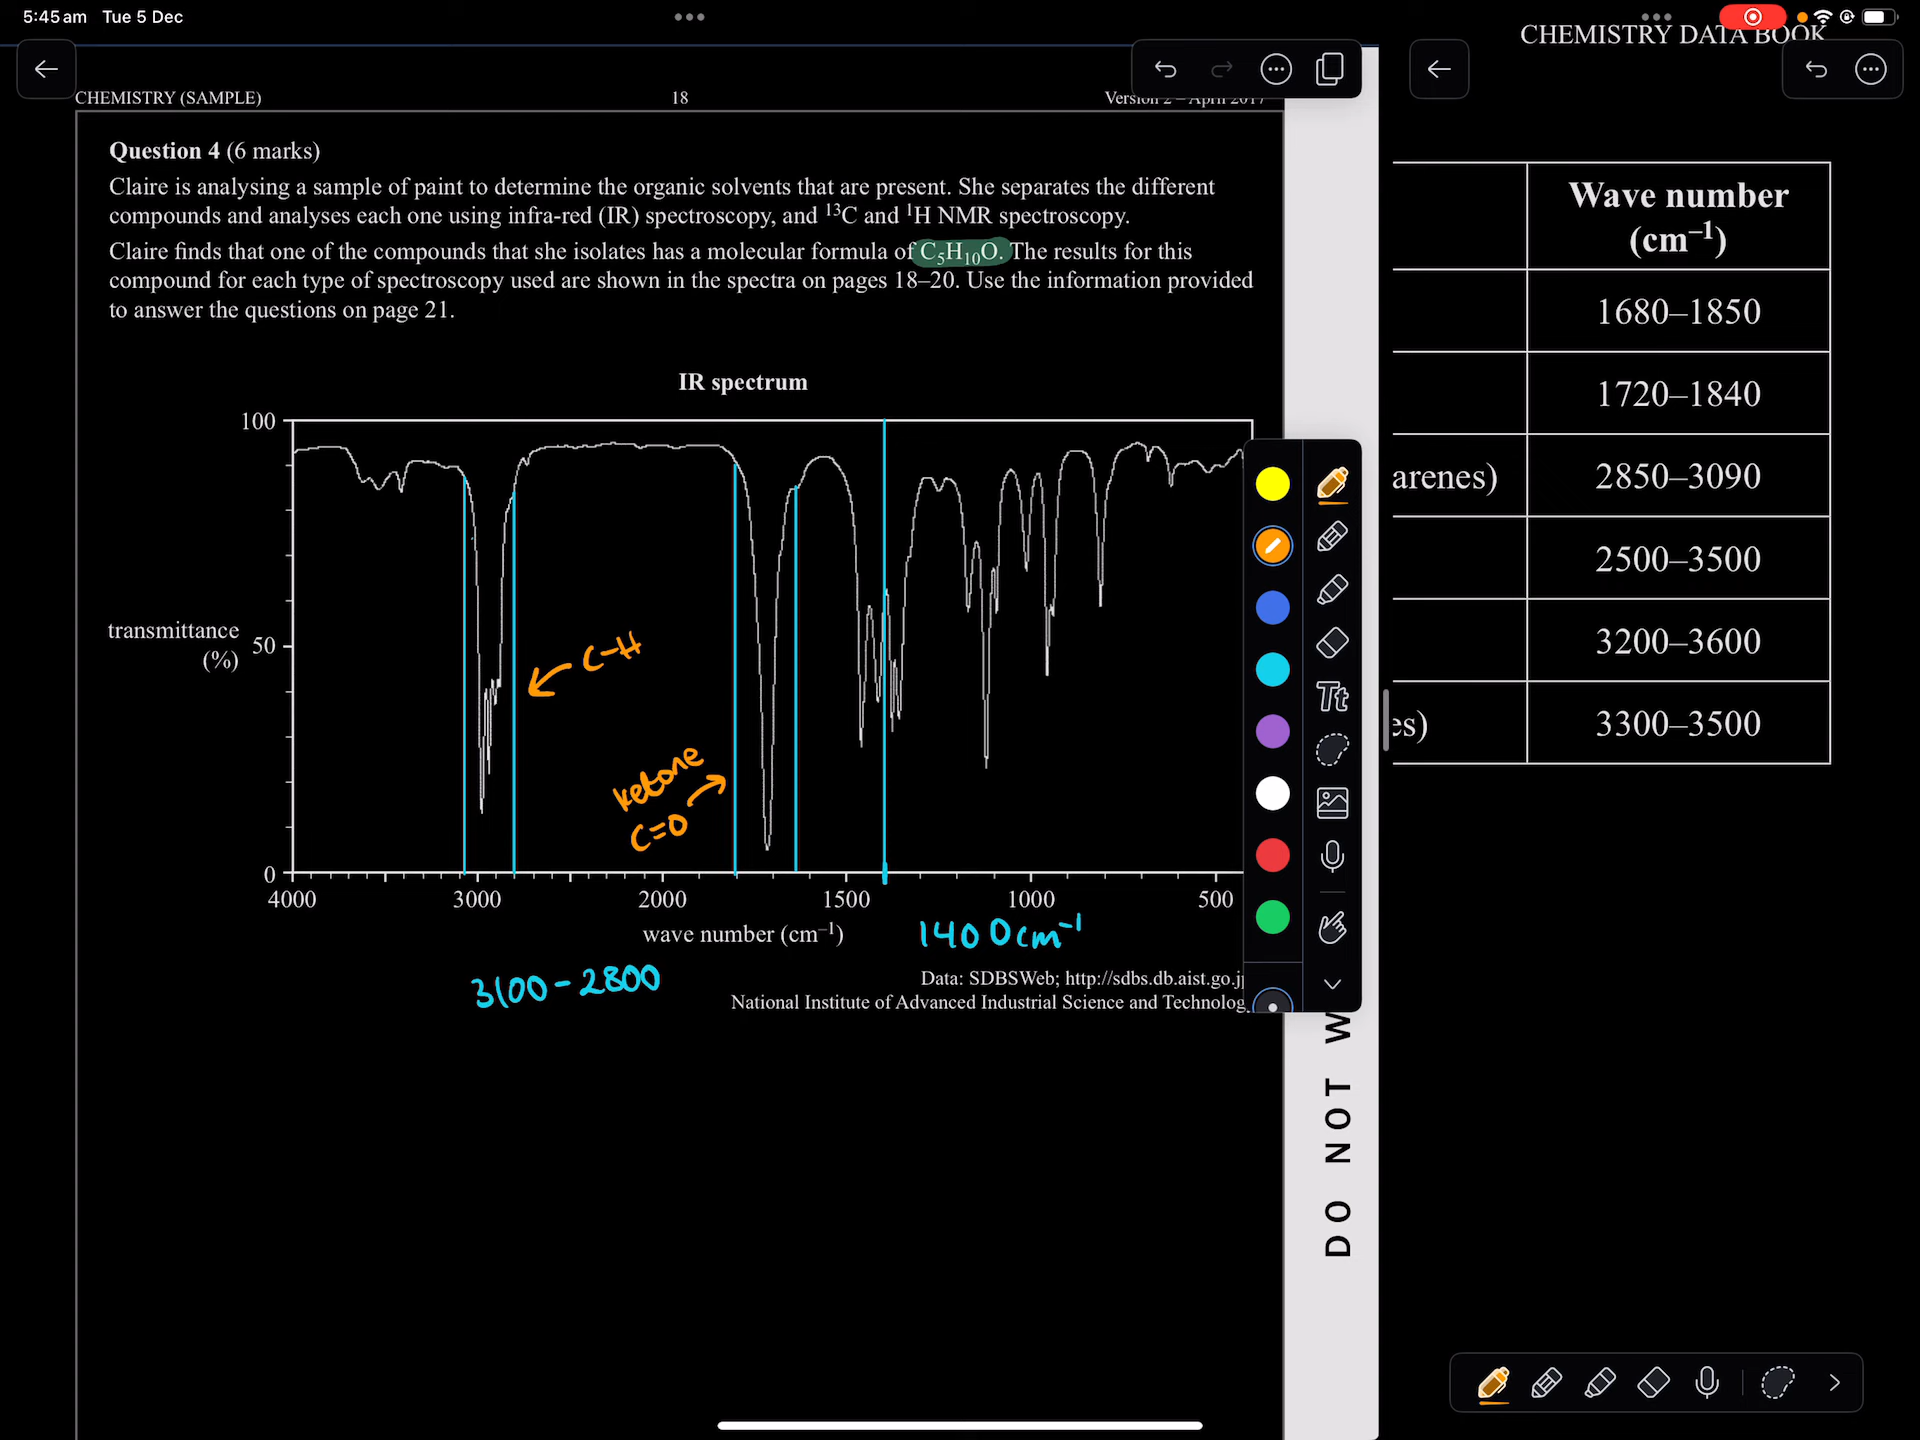 5:45am Tue 5 Dec
CHEMISTRY (SAMPLE)
18
Version 2 – April 2017
Question 4 (6 marks)
Claire is analysing a sample of paint to determine the organic solvents that are present. She separates the different
compounds and analyses each one using infra-red (IR) spectroscopy, and ¹³C and ¹H NMR spectroscopy.
Claire finds that one of the compounds that she isolates has a molecular formula of C₅H₁₀O. The results for this
compound for each type of spectroscopy used are shown in the spectra on pages 18–20. Use the information provided
to answer the questions on page 21.
IR spectrum
100
transmittance
(%)
50
0
C-H
ketone
C=O
4000
3000
2000
1500
1000
500
wave number (cm⁻¹)
1400cm⁻¹
3100-2800
Data: SDBSWeb; http://sdbs.db.aist.go.j
National Institute of Advanced Industrial Science and Technolog
Tt
DO NOT W
CHEMISTRY DATA BOOK
Wave number
(cm⁻¹)
1680–1850
1720–1840
arenes) 2850–3090
2500–3500
3200–3600
es) 3300–3500